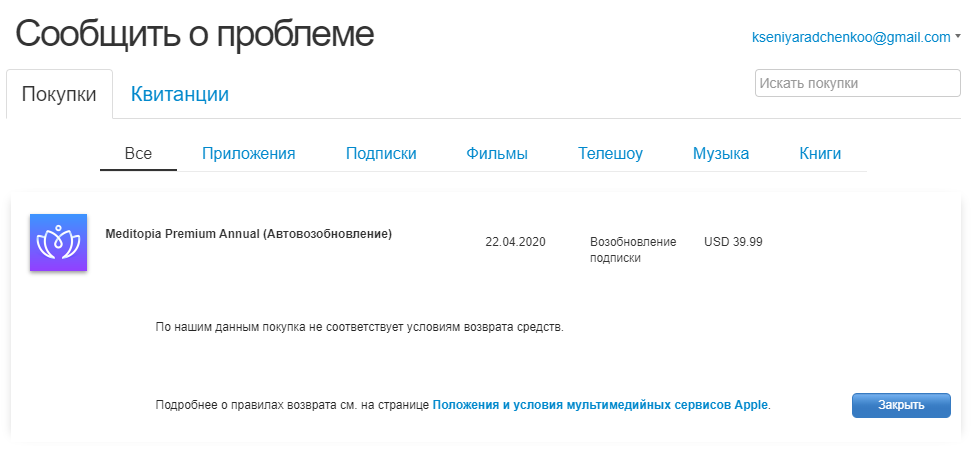 Сообщить о проблеме
kseniyaradchenkoo@gmail.com
Покупки
Квитанции
Искать покупки
Все
Приложения
Подписки
Фильмы
Телешоу
Музыка
Книги
Meditopia Premium Annual (Автовозобновление)
22.04.2020
Возобновление
подписки
USD 39.99
По нашим данным покупка не соответствует условиям возврата средств.
Подробнее о правилах возврата см. на странице Положения и условия мультимедийных сервисов Apple.
Закрыть